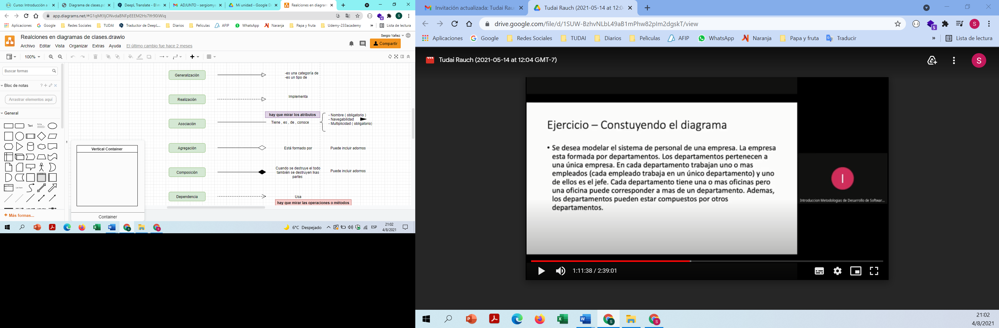 Curso: Introducción a
Diagrama de clases.pd
DeepL Translate - El m
ADJUNTO - sergiomya
Mi unidad - Google Dr
Realciones en diagram
app.diagrams.net/#G1qMfJljONvdaBNFpEEEM2Hs7lfr90iWiq
S
4
Aplicaciones
Google
Redes Sociales
TUDAI
Traductor de DeepL...
Diarios
Películas
AFIP
WhatsApp
Naranja
Papa y fruta
Udemy-233academy
»
Lista de lectura
Realciones en diagramas de clases.drawio
Sergio Yañez
Archivo
Editar
Vista
Organizar
Extras
Ayuda
El último cambio fue hace 2 meses
Compartir
100%
Buscar formas
Bloc de notas
Arrastrar elementos aquí
General
Text
List Item
+ Más formas...
Vertical Container
Container
Generalización
-es una categoría de
-es un tipo de
Realización
Implementa
hay que mirar los atributos
Asociación
Tiene , es , de , conoce
- Nombre ( obligatorio )
- Navegabilidad
- Multiplicidad ( obligatorio)
Agregación
Está formado por
Puede incluir adornos
Composición
Cuando se destruye el todo
también se destruyen lkas
partes
Puede incluir adornos
Dependencia
Usa
hay que mirar las operaciones o métodos
6°C Despejado
ESP
21:02
4/8/2021
Invitación actualizada: Tudai Rau
Tudai Rauch (2021-05-14 at 12:0
drive.google.com/file/d/1SUW-BzhvNLbL49aB1mPhw82pIm2dgskT/view
5
S
Aplicaciones
Google
Redes Sociales
TUDAI
Diarios
Películas
AFIP
WhatsApp
Naranja
Papa y fruta
Traducir
»
Lista de lectura
Tudai Rauch (2021-05-14 at 12:04 GMT-7)
S
Ejercicio – Constuyendo el diagrama
• Se desea modelar el sistema de personal de una empresa. La empresa
esta formada por departamentos. Los departamentos pertenecen a
una única empresa. En cada departamento trabajan uno o mas
empleados (cada empleado trabaja en un único departamento) y uno
de ellos es el jefe. Cada departamento tiene una o mas oficinas pero
una oficina puede corresponder a mas de un departamento. Ademas,
los departamentos pueden estar compuestos por otros
departamentos.
I
Introduccion Metodologias de Desarrollo de Softwar...
1:11:38 / 2:39:01
21:02
4/8/2021